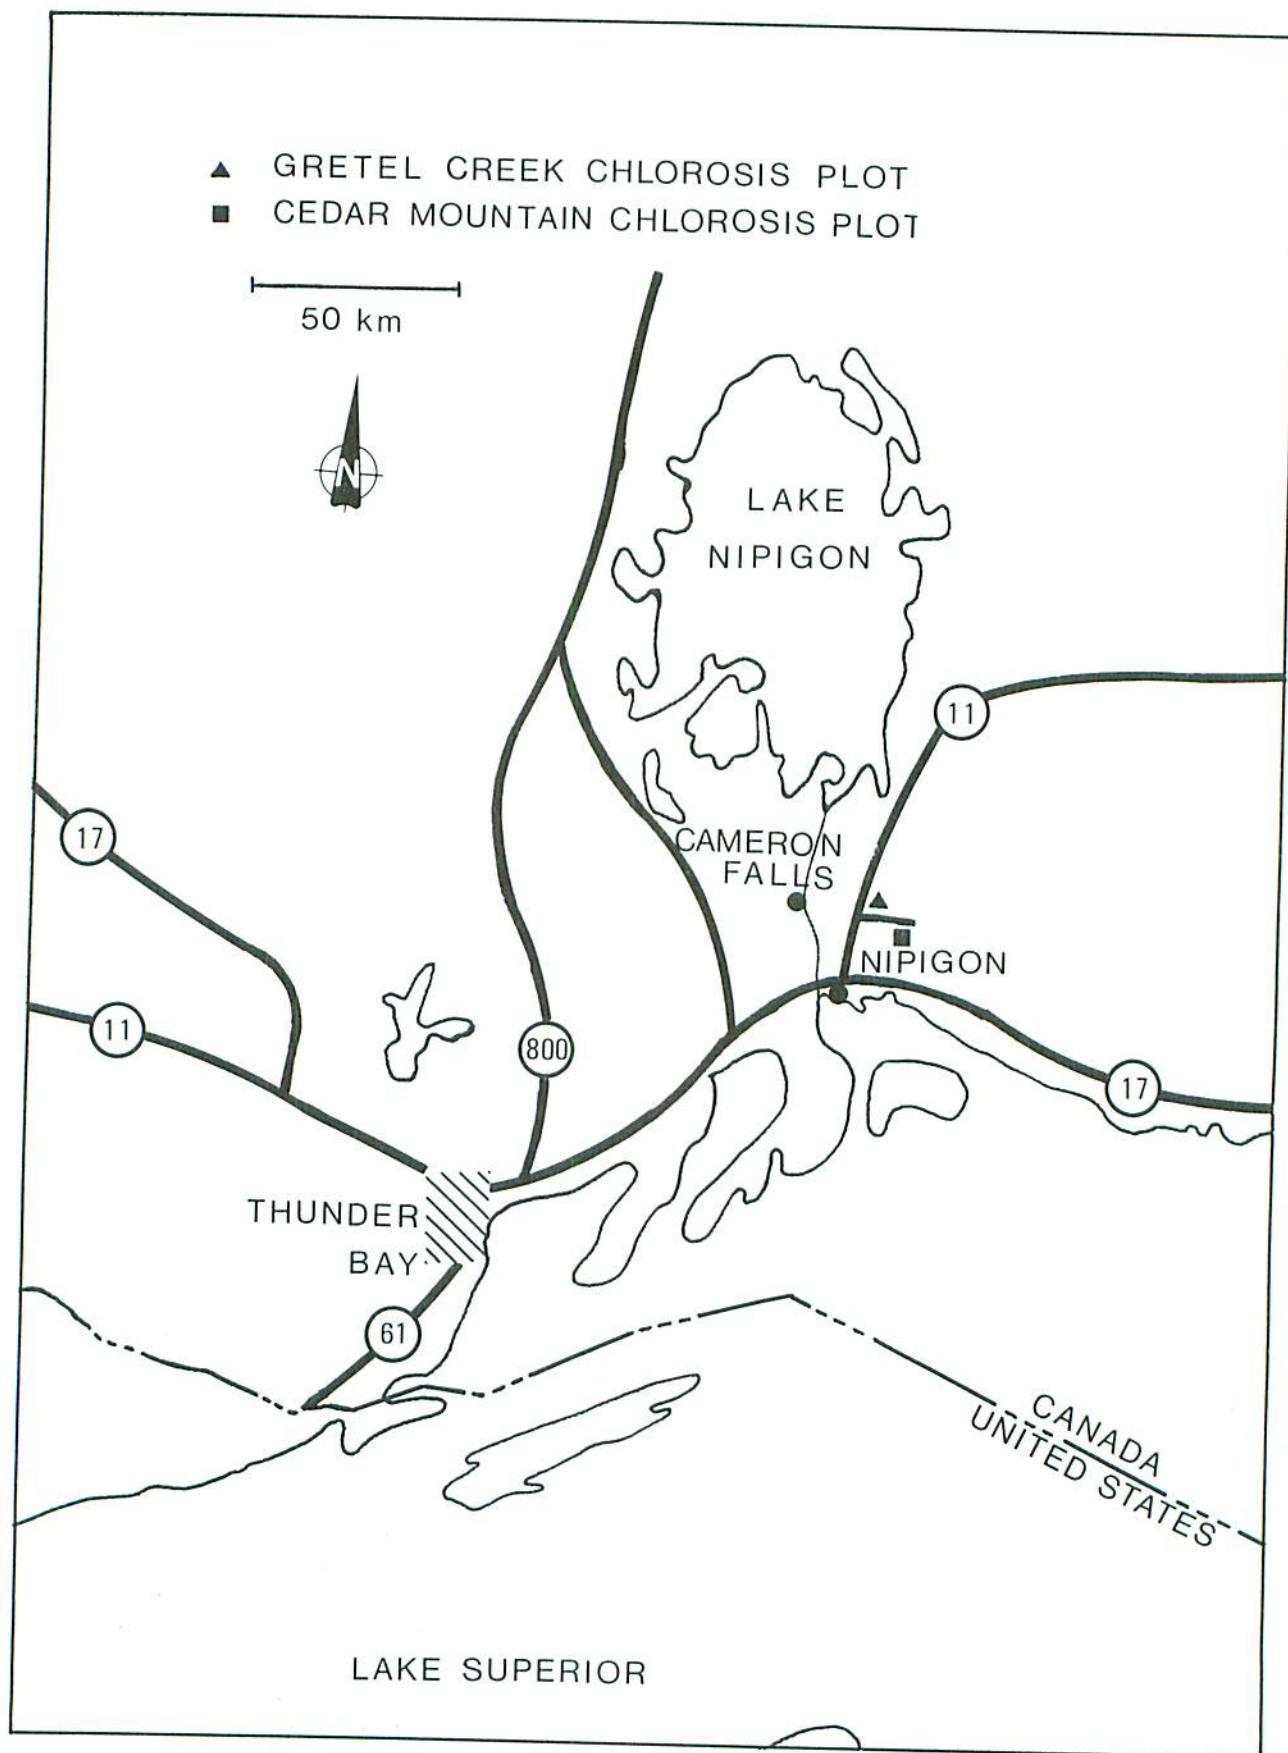 GRETEL CREEK CHLOROSIS PLOT
CEDAR MOUNTAIN CHLOROSIS PLOT
50 km
N
LAKE
NIPIGON
11
17
CAMERON
FALLS
NIPIGON
11
800
17
THUNDER
BAY
61
CANADA
UNITED STATES
LAKE SUPERIOR